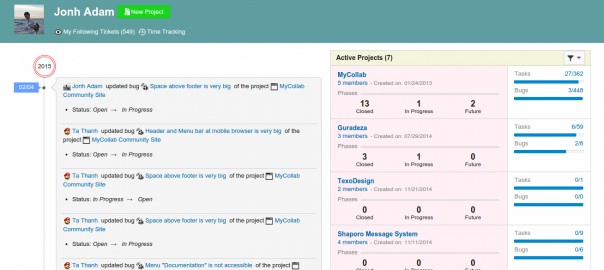 Jonh Adam New Project
My Following Tickets (549) Time Tracking
2015
02/04
Jonh Adam updated bug Space above footer is very big of the project MyCollab
Community Site
• Status: Open → In Progress
Ta Thanh updated bug Header and Menu bar at mobile browser is very big of the
project MyCollab Community Site
• Status: Open → In Progress
Ta Thanh updated bug Space above footer is very big of the project MyCollab
Community Site
• Status: In Progress → Open
Ta Thanh updated bug Space above footer is very big of the project MyCollab
Community Site
• Status: Open → In Progress
Ta Thanh updated bug Menu "Documentation" is not accessible of the project
Active Projects (7)
MyCollab
5 members - Created on: 01/24/2013
Phases
13 1 2
Closed In Progress Future
Tasks 27/362
Bugs 3/448
Guradeza
3 members - Created on: 07/29/2014
Phases
3 1 0
Closed In Progress Future
Tasks 6/59
Bugs 2/6
TexoDesign
2 members - Created on: 11/21/2014
Phases
0 0 0
Closed In Progress Future
Tasks 0/1
Bugs 0/1
Shaporo Message System
4 members - Created on: 11/11/2014
Phases
0 0 0
Closed In Progress Future
Tasks 0/9
Bugs 0/6